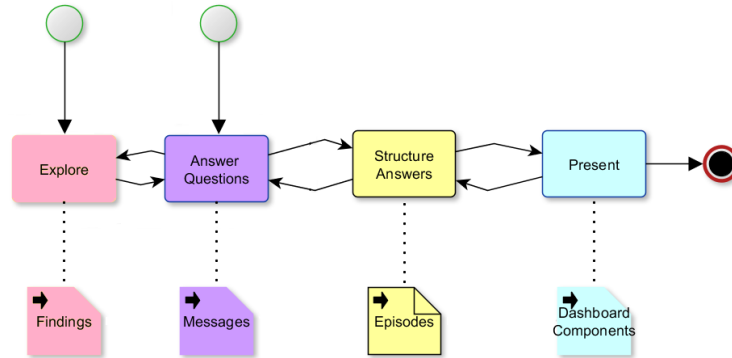 Explore
Answer
Questions
Structure
Answers
Present
Findings
Messages
Episodes
Dashboard
Components